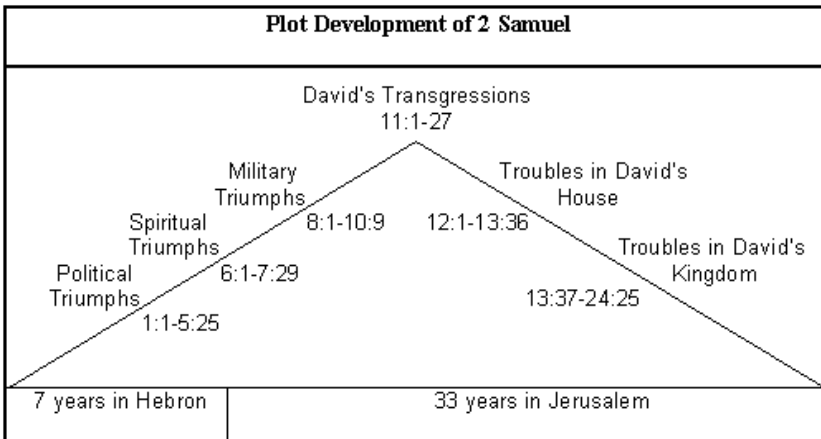 Plot Development of 2 Samuel
David's Transgressions
11:1-27
Military
Triumphs
8:1-10:9
Spiritual
Triumphs
6:1-7:29
Political
Triumphs
1:1-5:25
Troubles in David's
House
12:1-13:36
Troubles in David's
Kingdom
13:37-24:25
7 years in Hebron
33 years in Jerusalem